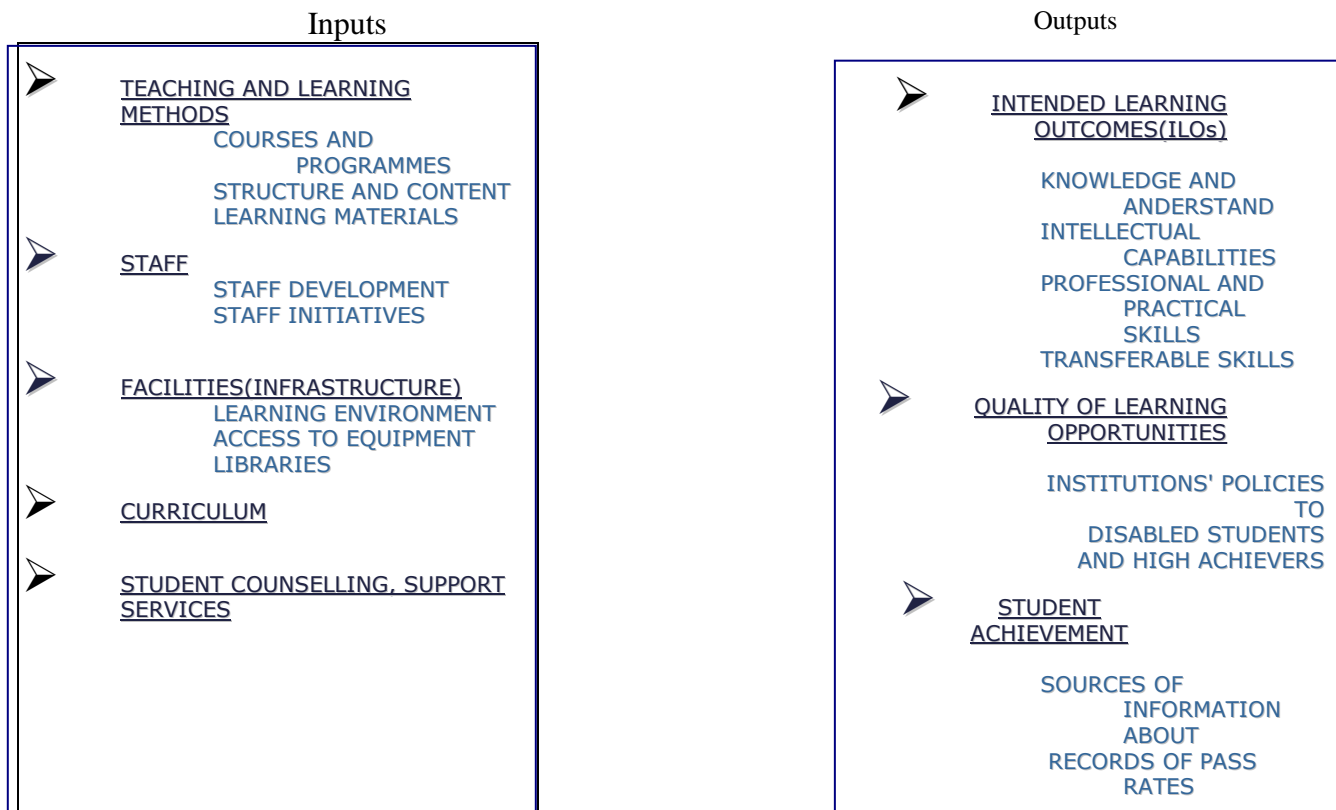 Inputs
TEACHING AND LEARNING
METHODS
COURSES AND
PROGRAMMES
STRUCTURE AND CONTENT
LEARNING MATERIALS
STAFF
STAFF DEVELOPMENT
STAFF INITIATIVES
FACILITIES(INFRASTRUCTURE)
LEARNING ENVIRONMENT
ACCESS TO EQUIPMENT
LIBRARIES
CURRICULUM
STUDENT COUNSELLING, SUPPORT
SERVICES
Outputs
INTENDED LEARNING
OUTCOMES(ILOs)
KNOWLEDGE AND
ANDERSTAND
INTELLECTUAL
CAPABILITIES
PROFESSIONAL AND
PRACTICAL
SKILLS
TRANSFERABLE SKILLS
QUALITY OF LEARNING
OPPORTUNITIES
INSTITUTIONS' POLICIES
TO
DISABLED STUDENTS
AND HIGH ACHIEVERS
STUDENT
ACHIEVEMENT
SOURCES OF
INFORMATION
ABOUT
RECORDS OF PASS
RATES